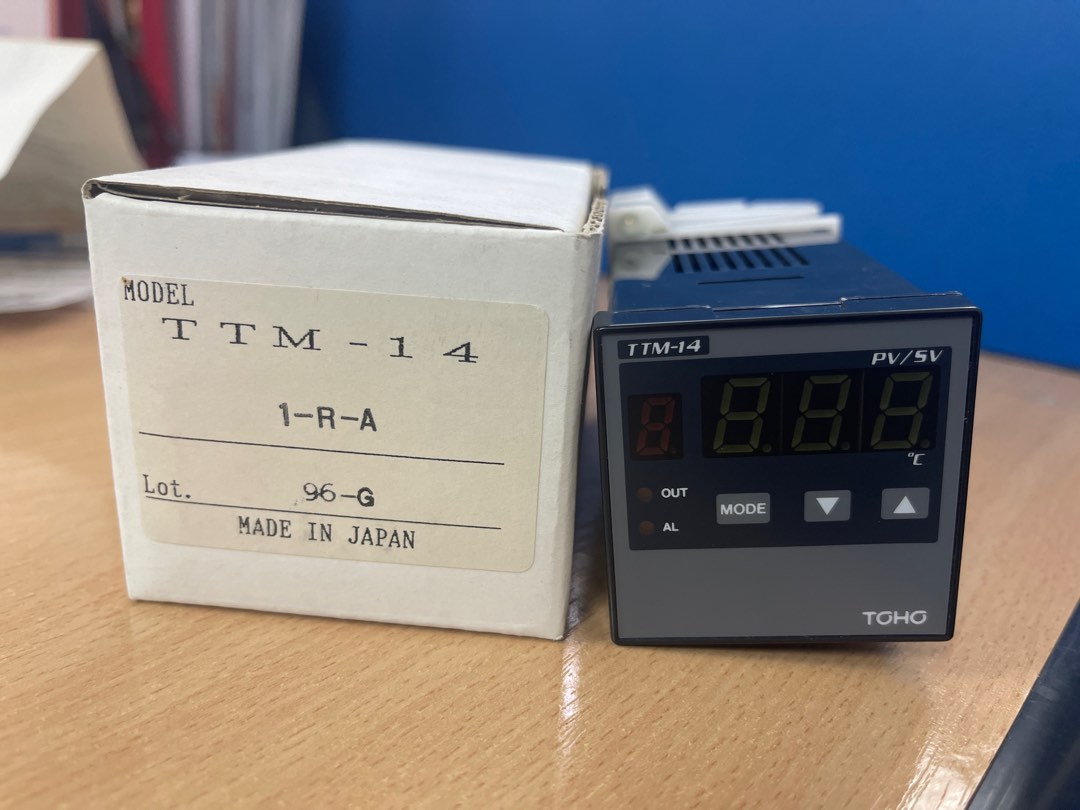 MODEL
TTM-14
1-R-A
Lot. 96-G
MADE IN JAPAN
TTM-14
PV/SV
°C
OUT
MODE
AL
TOHO